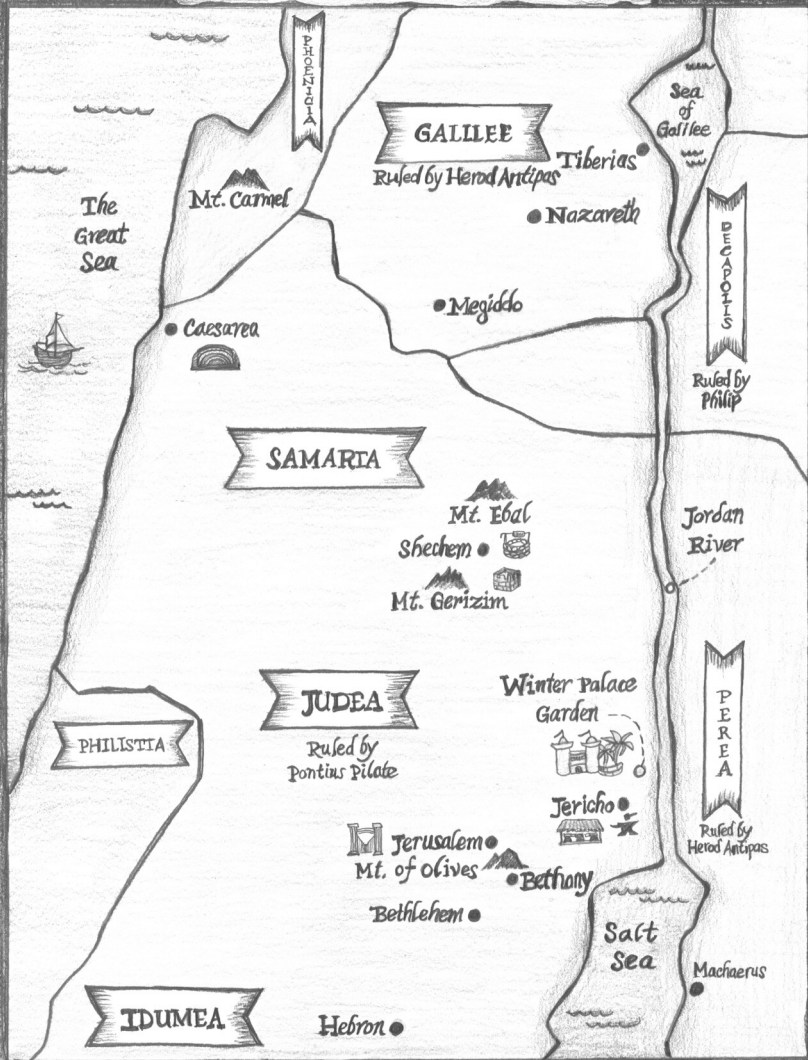 PHOENICIA
Sea
of
Galilee
GALILEE
Ruled by Herod Antipas
Tiberias
Mt. Carmel
The
Great
Sea
Nazareth
DECAPOLIS
Megiddo
Caesarea
Ruled by
Philip
SAMARIA
Mt. Ebal
Jordan
River
Shechem
Mt. Gerizim
JUDEA
Ruled by
Pontius Pilate
Winter Palace
Garden
PEREA
PHILISTIA
Jericho
Ruled by
Herod Antipas
Jerusalem
Mt. of Olives
Bethany
Bethlehem
Salt
Sea
Machaerus
IDUMEA
Hebron